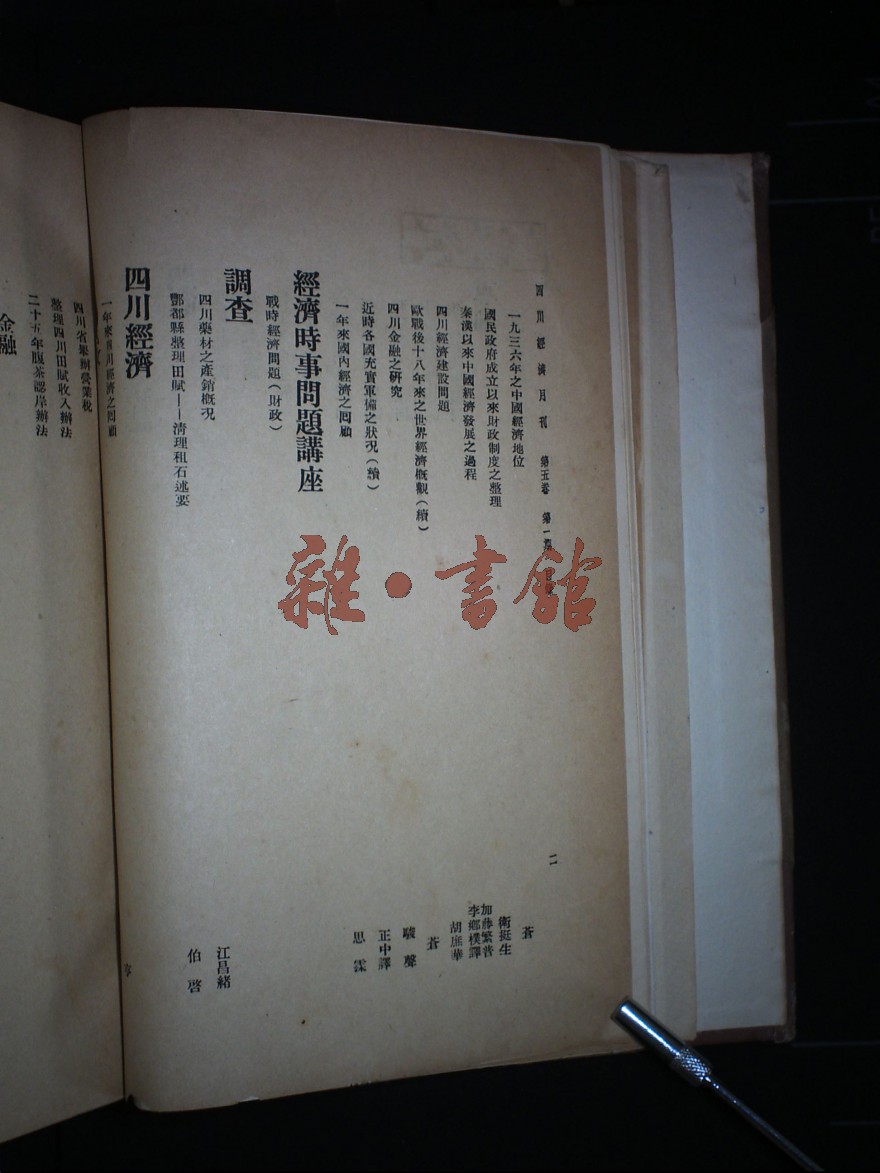 四川經濟月刊 第五卷 第一期
一九三六年之中國經濟地位 蒼
國民政府成立以來財政制度之整理 衛挺生
秦漢以來中國經濟發展之過程 加藤繁普 李鄉樸譯
四川經濟建設問題 胡庶華
歐戰後十八年來之世界經濟概觀(續) 蒼
四川金融之研究 駿聲
近時各國充實軍備之狀況(續) 正中譯
一年來國內經濟之回顧 思霂
經濟時事問題講座
戰時經濟問題(財政)
調查
四川藥材之產銷概況 江昌緒
酆都縣整理田賦——清理租石述要 伯啓
四川經濟
一年來四川經濟之回顧
四川省舉辦營業稅
整理四川田賦收入辦法
二十五年腹茶認岸辦法
金融
二
雜·書館